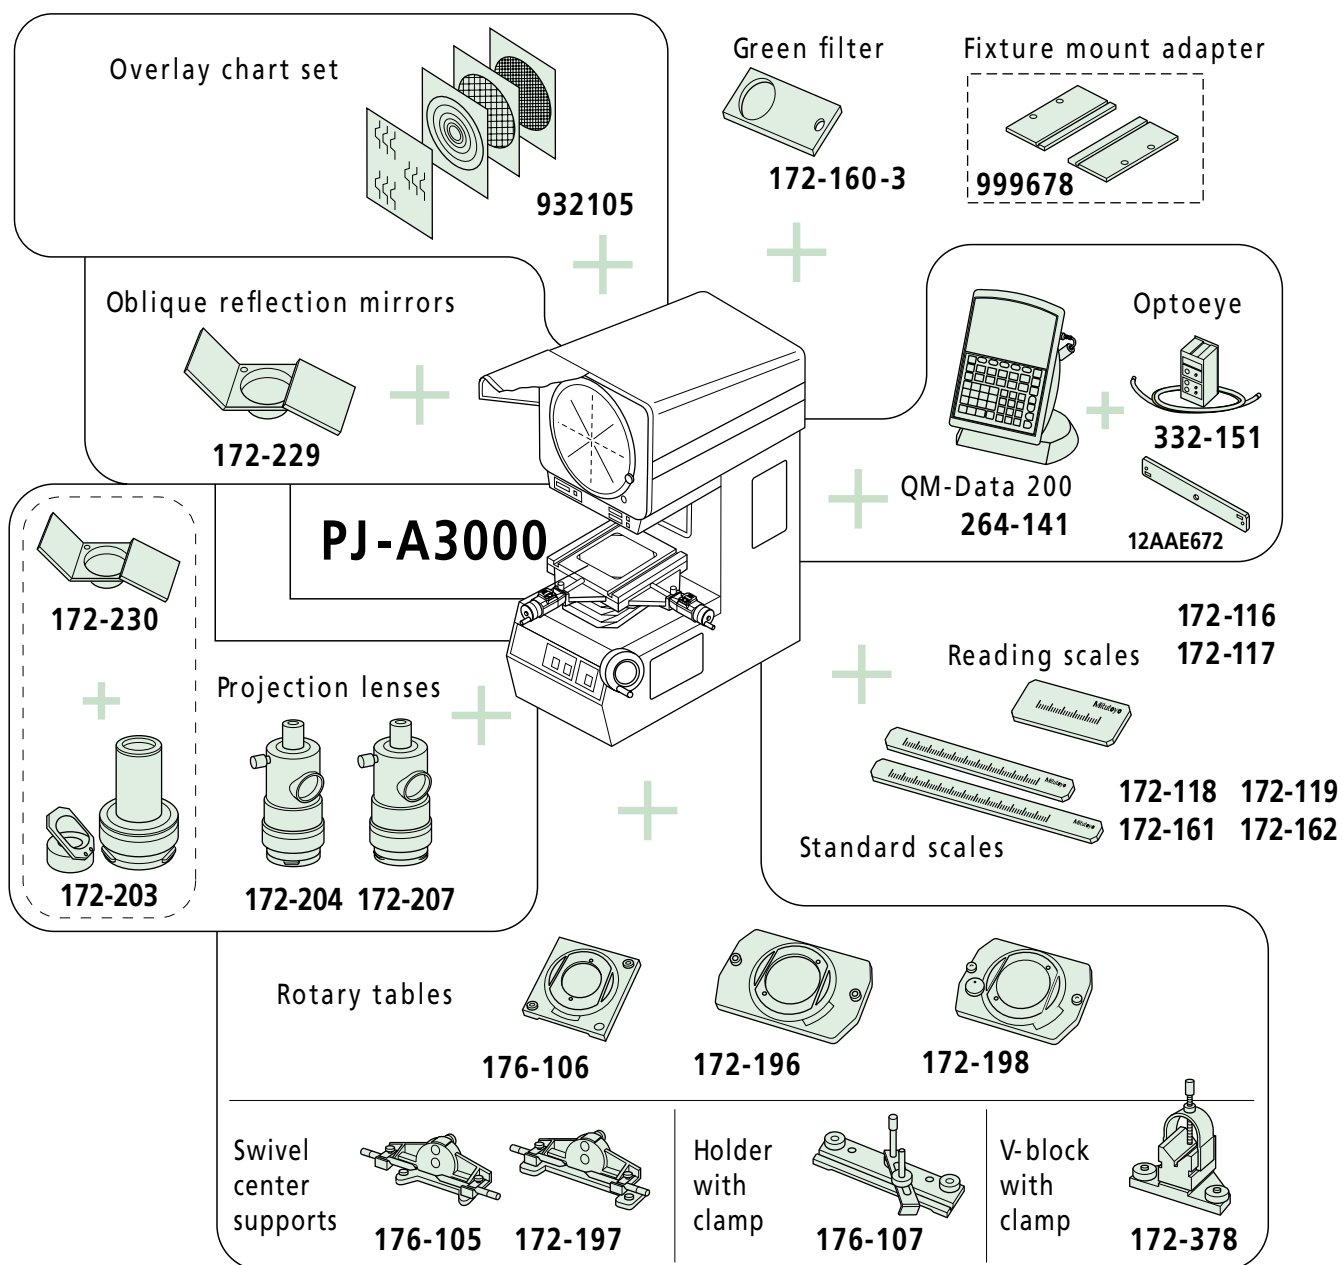 Overlay chart set
932105
Green filter
172-160-3
Fixture mount adapter
999678
Oblique reflection mirrors
172-229
Optoeye
332-151
QM-Data 200
264-141
12AAE672
PJ-A3000
172-230
172-203
Projection lenses
172-204 172-207
172-116
Reading scales 172-117
Mitutoyo
Mitutoyo
Mitutoyo
172-118 172-119
172-161 172-162
Standard scales
Rotary tables
176-106
172-196
172-198
Swivel
center
supports
176-105
172-197
Holder
with
clamp
176-107
V-block
with
clamp
172-378